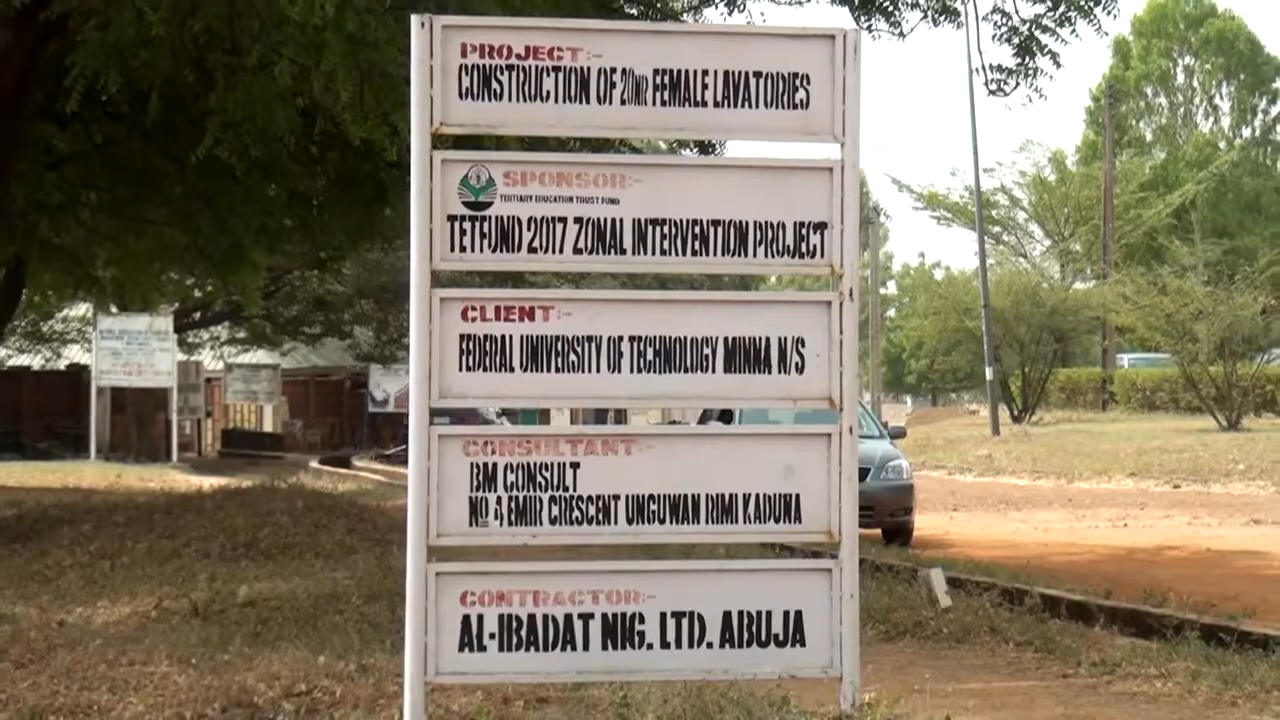 PROJECT:-
CONSTRUCTION OF 20NR FEMALE LAVATORIES
SPONSOR:-
TERTIARY EDUCATION TRUST FUND
TETFUND 2017 ZONAL INTERVENTION PROJECT
CLIENT:-
FEDERAL UNIVERSITY OF TECHNOLOGY MINNA N/S
CONSULTANT:-
BM CONSULT
Nº 4 EMIR CRESCENT UNGUWAN RIMI KADUNA
CONTRACTOR:-
AL-IBADAT NIG. LTD. ABUJA